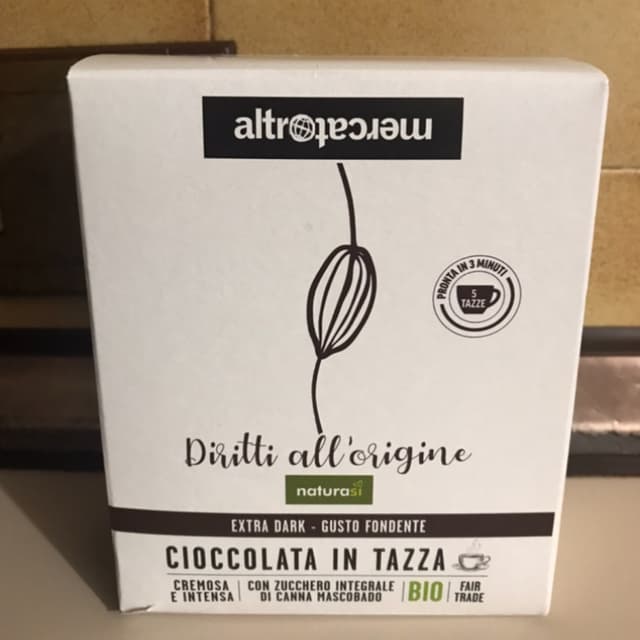 altromercato
PRONTA IN 3 MINUTI
5
TAZZE
Diritti all'origine
naturasì
EXTRA DARK - GUSTO FONDENTE
CIOCCOLATA IN TAZZA
CREMOSA
E INTENSA
CON ZUCCHERO INTEGRALE
DI CANNA MASCOBADO
BIO
FAIR
TRADE